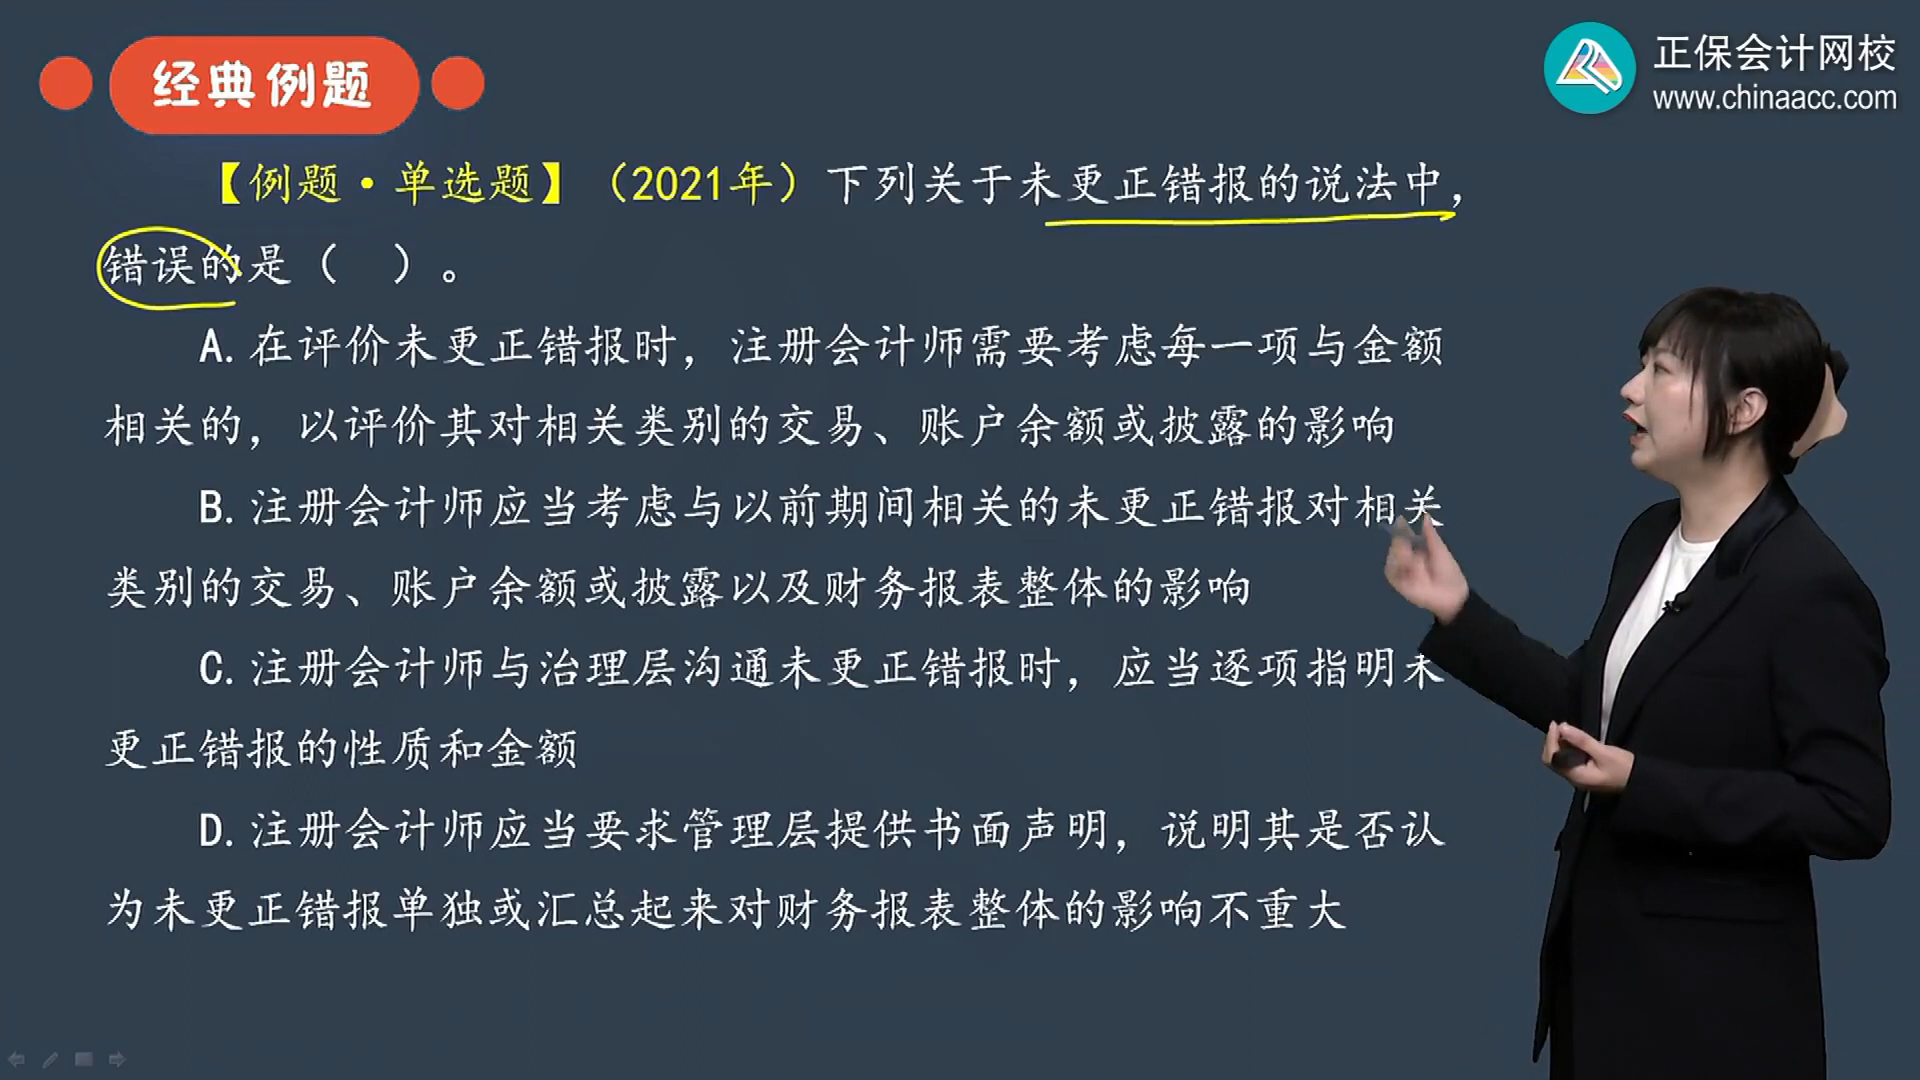 经典例题
正保会计网校
www.chinaacc.com
【例题·单选题】（2021年）下列关于未更正错报的说法中，
错误的是（　）。
A.在评价未更正错报时，注册会计师需要考虑每一项与金额
相关的，以评价其对相关类别的交易、账户余额或披露的影响
B.注册会计师应当考虑与以前期间相关的未更正错报对相关
类别的交易、账户余额或披露以及财务报表整体的影响
C.注册会计师与治理层沟通未更正错报时，应当逐项指明未
更正错报的性质和金额
D.注册会计师应当要求管理层提供书面声明，说明其是否认
为未更正错报单独或汇总起来对财务报表整体的影响不重大